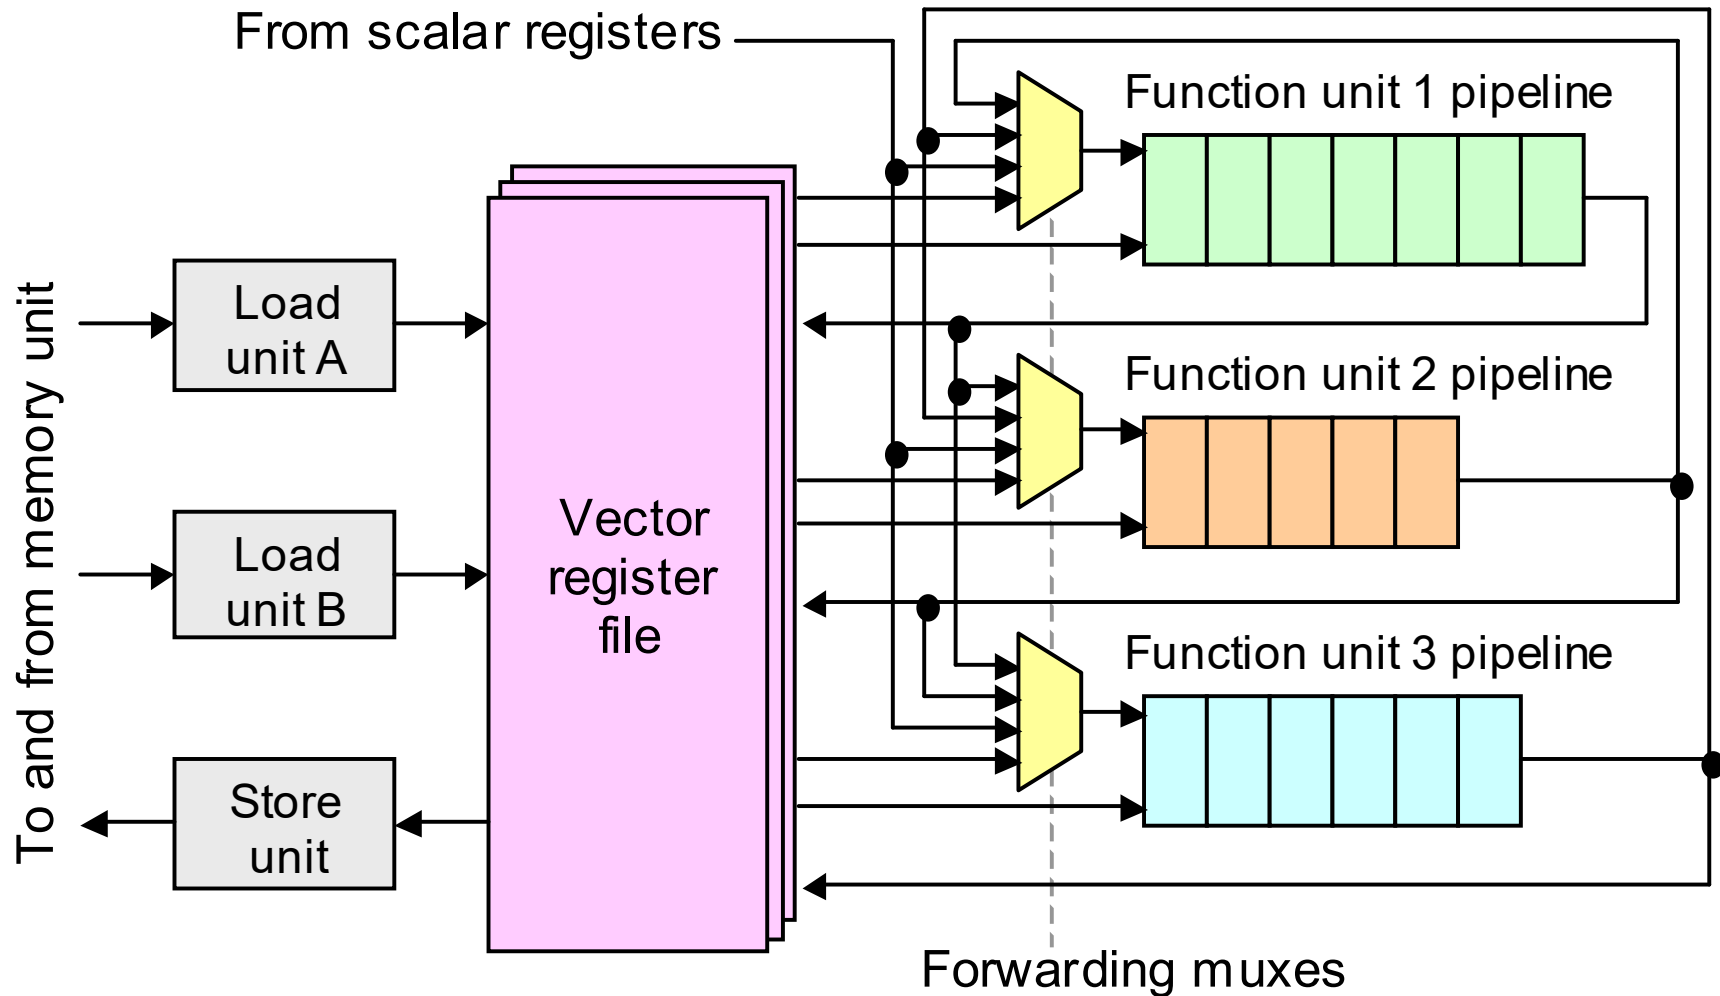 From scalar registers
Function unit 1 pipeline
To and from memory unit
Load
unit A
Function unit 2 pipeline
Load
unit B
Vector
register
file
Function unit 3 pipeline
Store
unit
Forwarding muxes